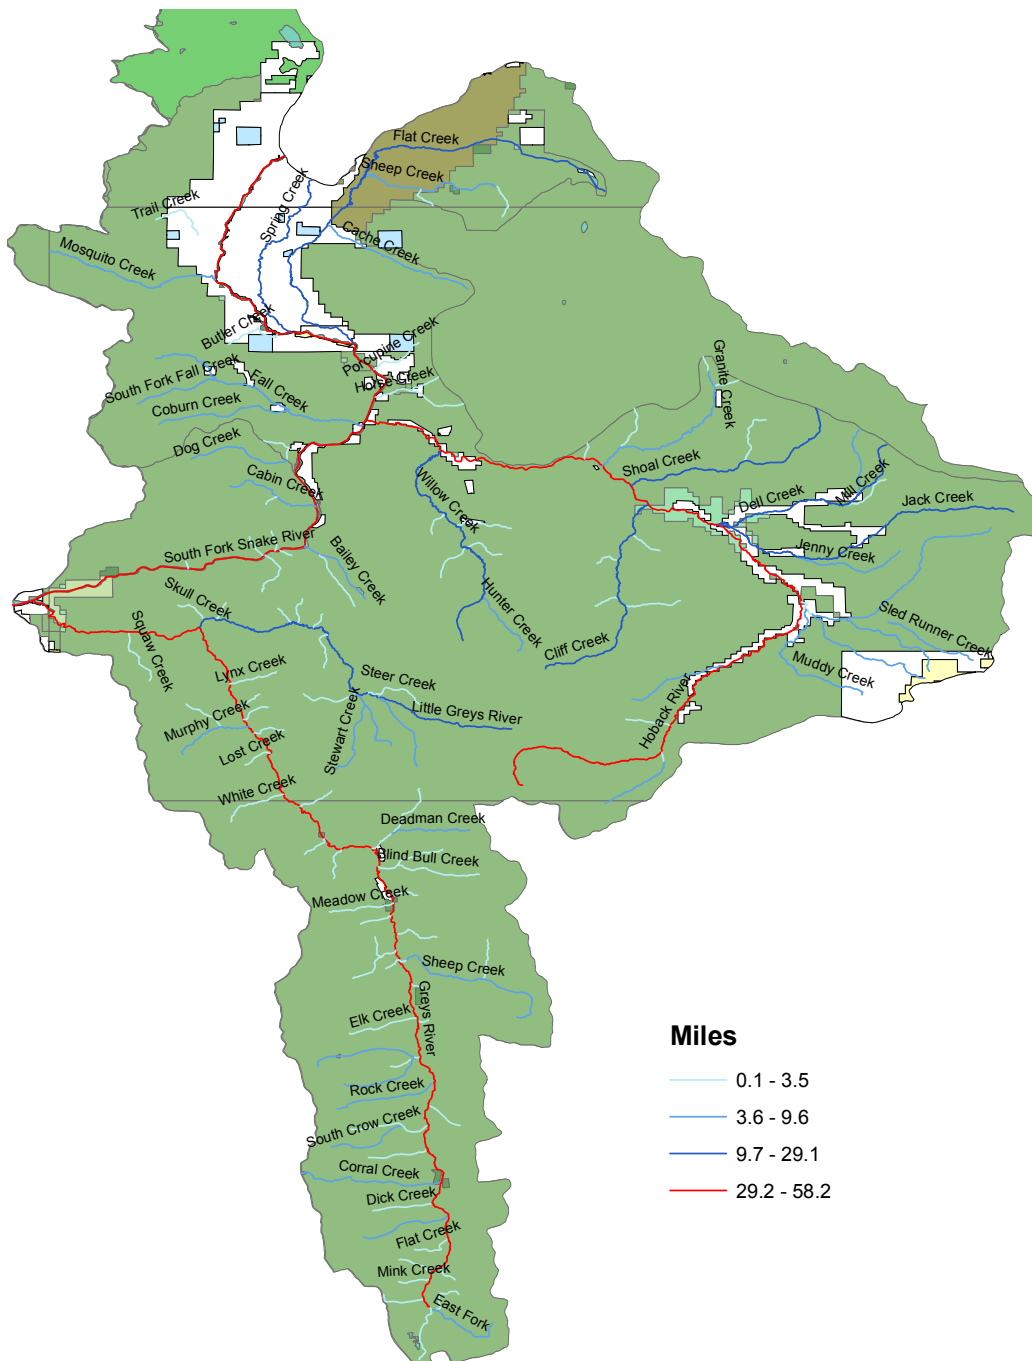 Flat Creek
Sheep Creek
Spring Creek
Trail Creek
Cache Creek
Mosquito Creek
Butler Creek
Porcupine Creek
South Fork Fall Creek
Fall Creek
Horse Creek
Granite Creek
Coburn Creek
Dog Creek
Cabin Creek
Shoal Creek
Willow Creek
Dell Creek
Mill Creek
Jack Creek
South Fork Snake River
Bailey Creek
Jenny Creek
Skull Creek
Squaw Creek
Hunter Creek
Cliff Creek
Sled Runner Creek
Muddy Creek
Lynx Creek
Steer Creek
Stewart Creek
Little Greys River
Hoback River
Murphy Creek
Lost Creek
White Creek
Deadman Creek
Blind Bull Creek
Meadow Creek
Sheep Creek
Greys River
Elk Creek
Rock Creek
South Crow Creek
Corral Creek
Dick Creek
Flat Creek
Mink Creek
East Fork
Miles
0.1 - 3.5
3.6 - 9.6
9.7 - 29.1
29.2 - 58.2